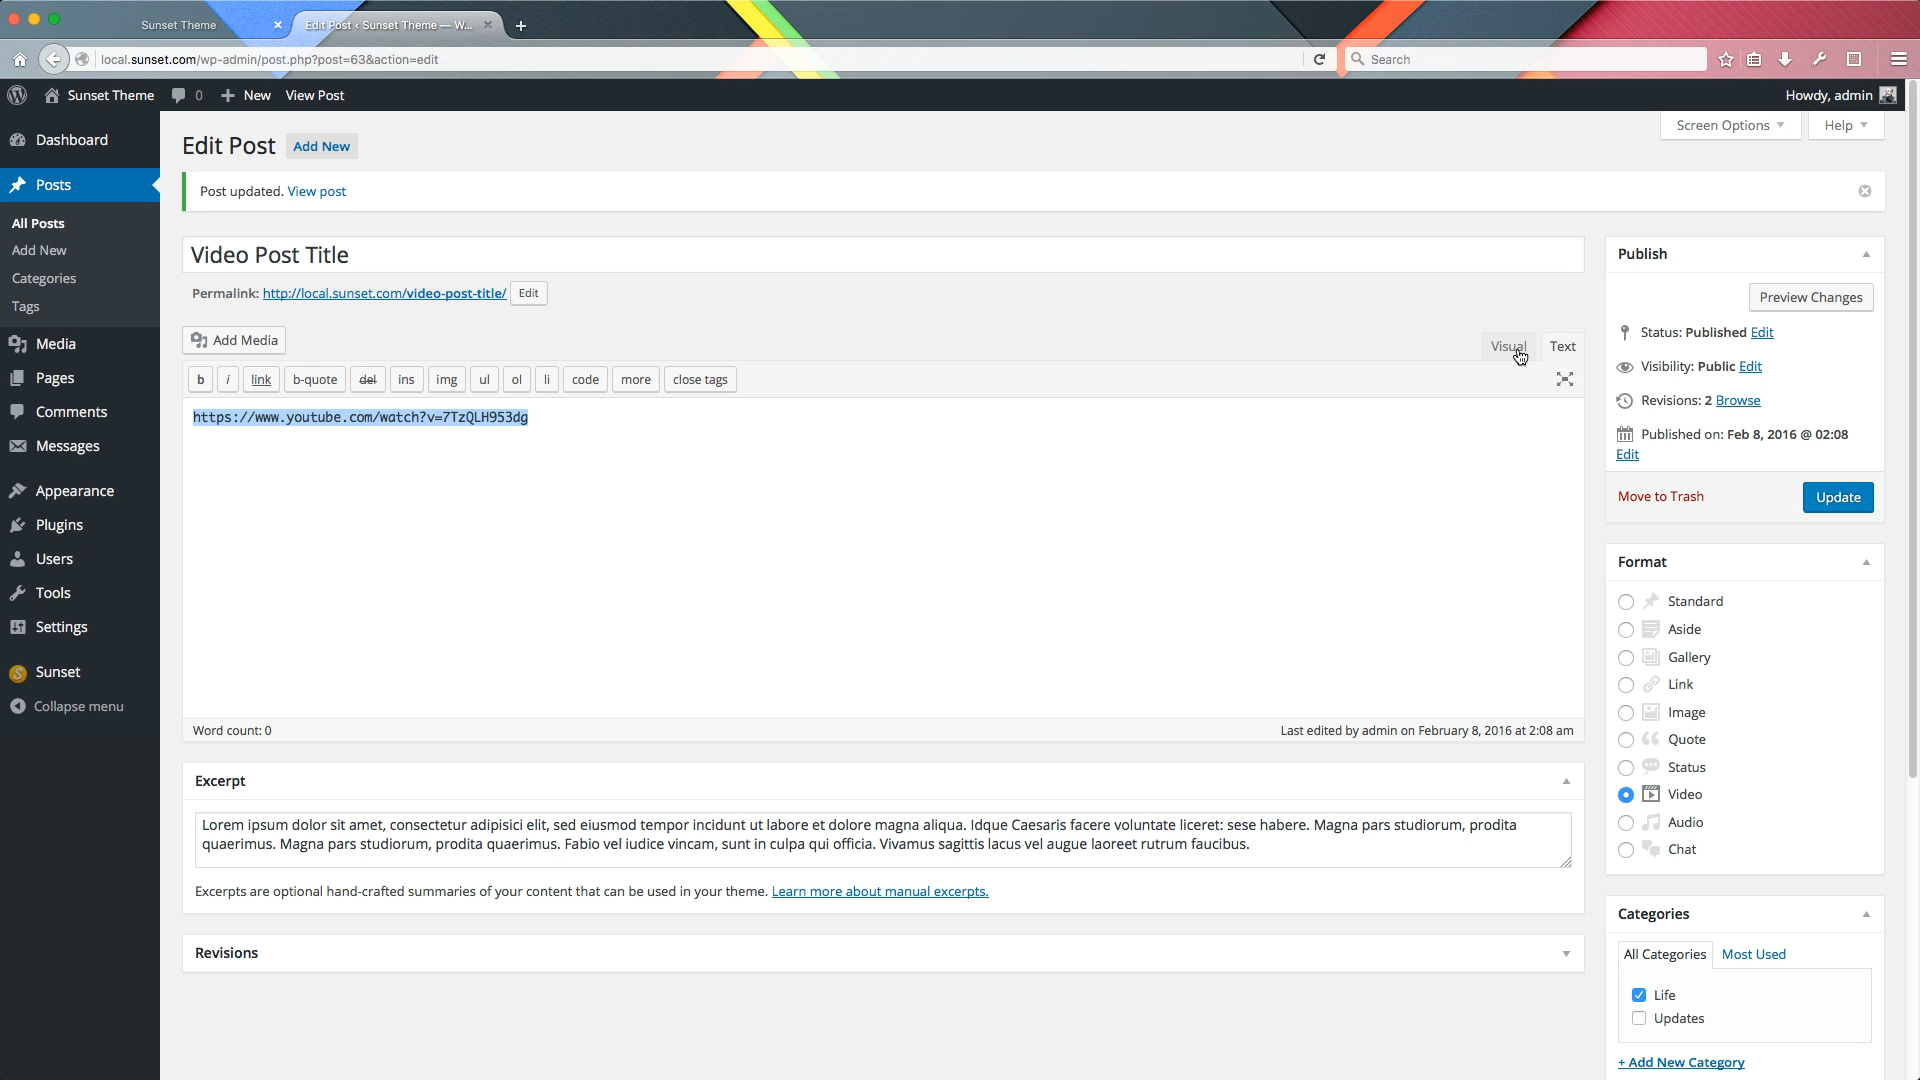 Sunset Theme
Edit Post ‹ Sunset Theme — W...
local.sunset.com/wp-admin/post.php?post=63&action=edit
Search
Sunset Theme 0 New View Post
Howdy, admin
Dashboard
Posts
All Posts
Add New
Categories
Tags
Media
Pages
Comments
Messages
Appearance
Plugins
Users
Tools
Settings
Sunset
Collapse menu
Screen Options
Help
Edit Post Add New
Post updated. View post
Video Post Title
Permalink: http://local.sunset.com/video-post-title/ Edit
Add Media
Visual Text
b i link b-quote del ins img ul ol li code more close tags
https://www.youtube.com/watch?v=7TzQLH953dg
Word count: 0
Last edited by admin on February 8, 2016 at 2:08 am
Excerpt
Lorem ipsum dolor sit amet, consectetur adipisici elit, sed eiusmod tempor incidunt ut labore et dolore magna aliqua. Idque Caesaris facere voluntate liceret: sese habere. Magna pars studiorum, prodita
quaerimus. Magna pars studiorum, prodita quaerimus. Fabio vel iudice vincam, sunt in culpa qui officia. Vivamus sagittis lacus vel augue laoreet rutrum faucibus.
Excerpts are optional hand-crafted summaries of your content that can be used in your theme. Learn more about manual excerpts.
Revisions
Publish
Preview Changes
Status: Published Edit
Visibility: Public Edit
Revisions: 2 Browse
Published on: Feb 8, 2016 @ 02:08
Edit
Move to Trash
Update
Format
Standard
Aside
Gallery
Link
Image
Quote
Status
Video
Audio
Chat
Categories
All Categories Most Used
Life
Updates
+ Add New Category